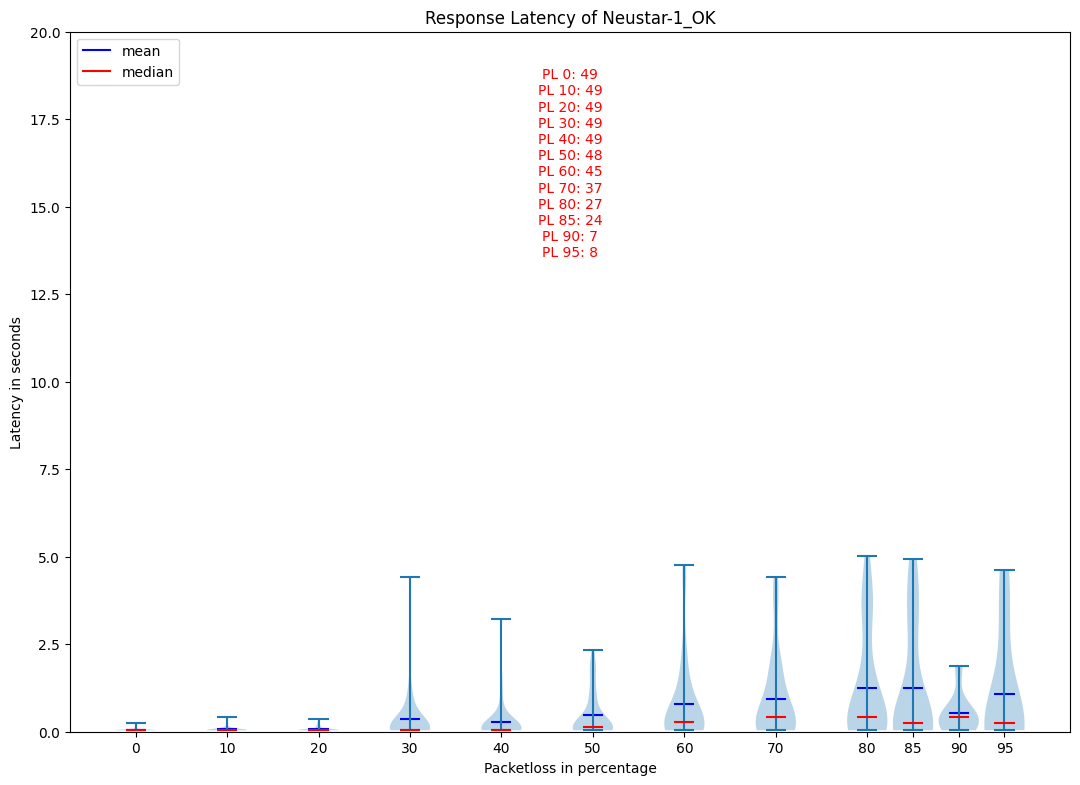 Response Latency of Neustar-1_OK
mean
median
PL 0: 49
PL 10: 49
PL 20: 49
PL 30: 49
PL 40: 49
PL 50: 48
PL 60: 45
PL 70: 37
PL 80: 27
PL 85: 24
PL 90: 7
PL 95: 8
Latency in seconds
20.0
17.5
15.0
12.5
10.0
7.5
5.0
2.5
0.0
0 10 20 30 40 50 60 70 80 85 90 95
Packetloss in percentage